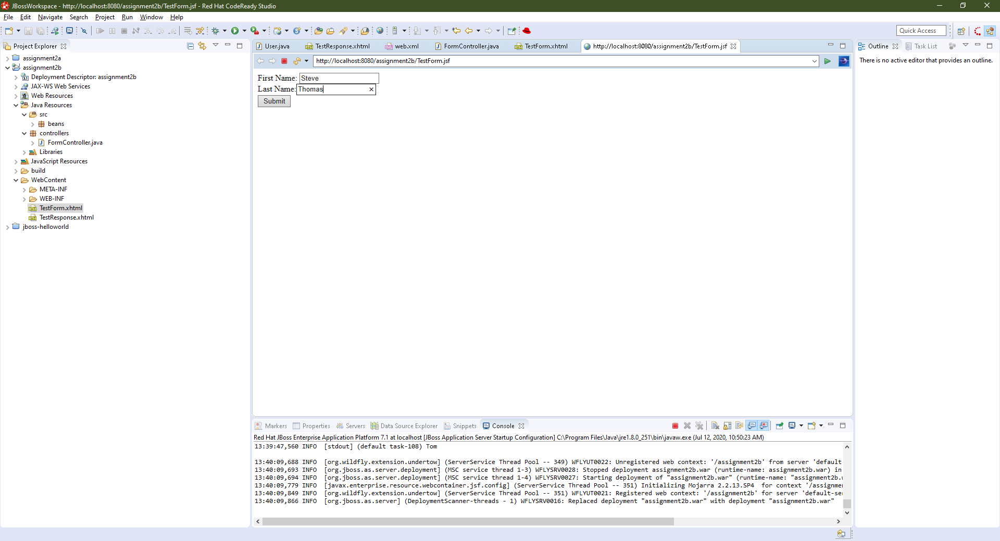 JBossWorkspace - http://localhost:8080/assignment2b/TestForm.jsf - Red Hat CodeReady Studio
File Edit Navigate Search Project Run Window Help
Quick Access
Project Explorer
assignment2a
assignment2b
Deployment Descriptor: assignment2b
JAX-WS Web Services
Web Resources
Java Resources
src
beans
controllers
FormController.java
Libraries
JavaScript Resources
build
WebContent
META-INF
WEB-INF
TestForm.xhtml
TestResponse.xhtml
jboss-helloworld
User.java TestResponse.xhtml web.xml FormController.java TestForm.xhtml http://localhost:8080/assignment2b/TestForm.jsf
http://localhost:8080/assignment2b/TestForm.jsf
First Name: Steve
Last Name: Thomas
Submit
Outline Task List
There is no active editor that provides an outline.
Markers Properties Servers Data Source Explorer Snippets Console
Red Hat JBoss Enterprise Application Platform 7.1 at localhost [JBoss Application Server Startup Configuration] C:\Program Files\Java\jre1.8.0_251\bin\javaw.exe (Jul 12, 2020, 10:50:23 AM)
13:39:47,560 INFO [stdout] (default task-108) Tom
13:40:09,688 INFO [org.wildfly.extension.undertow] (ServerService Thread Pool -- 349) WFLYUT0022: Unregistered web context: '/assignment2b' from server 'default-
13:40:09,693 INFO [org.jboss.as.server.deployment] (MSC service thread 1-3) WFLYSRV0028: Stopped deployment assignment2b.war (runtime-name: assignment2b.war) in
13:40:09,694 INFO [org.jboss.as.server.deployment] (MSC service thread 1-4) WFLYSRV0027: Starting deployment of "assignment2b.war" (runtime-name: "assignment2b.w
13:40:09,779 INFO [javax.enterprise.resource.webcontainer.jsf.config] (ServerService Thread Pool -- 351) Initializing Mojarra 2.2.13.SP4 for context '/assignmen
13:40:09,849 INFO [org.wildfly.extension.undertow] (ServerService Thread Pool -- 351) WFLYUT0021: Registered web context: '/assignment2b' for server 'default-se
13:40:09,866 INFO [org.jboss.as.server] (DeploymentScanner-threads - 1) WFLYSRV0016: Replaced deployment "assignment2b.war" with deployment "assignment2b.war"